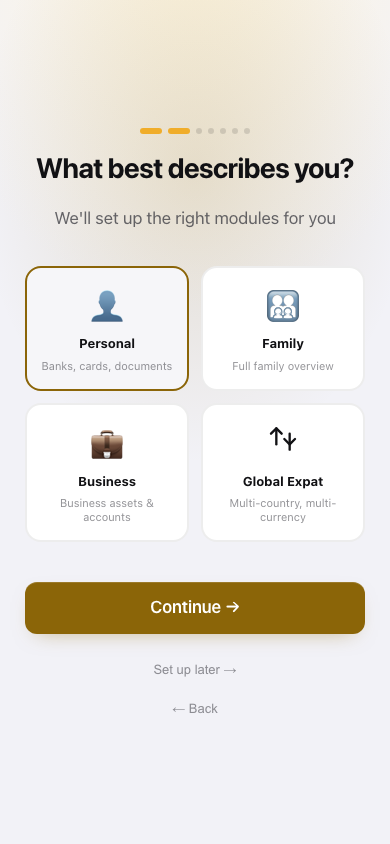 What best describes you?
We'll set up the right modules for you
Personal
Banks, cards, documents
Family
Full family overview
Business
Business assets &
accounts
Global Expat
Multi-country, multi-
currency
Continue →
Set up later →
← Back